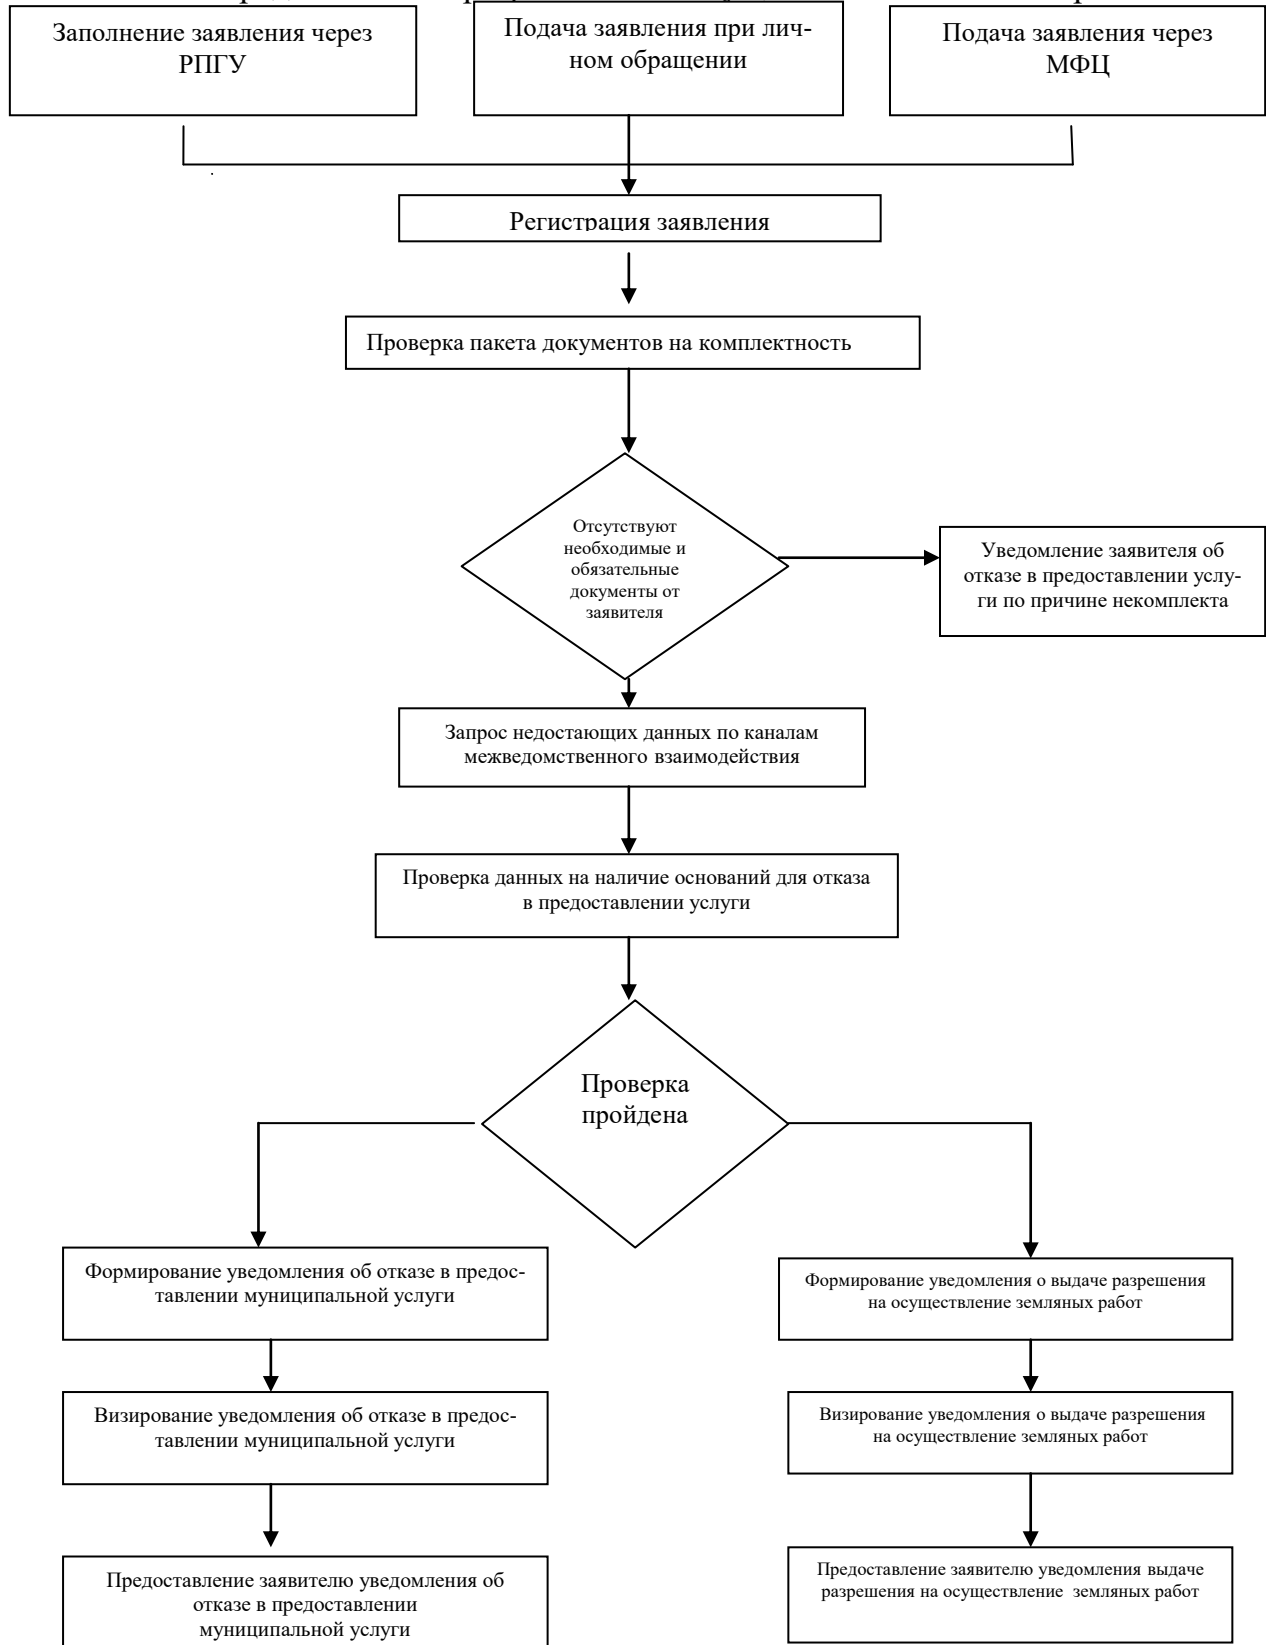 Заполнение заявления через
РПГУ
Подача заявления при лич-
ном обращении
Подача заявления через
МФЦ
Регистрация заявления
Проверка пакета документов на комплектность
Отсутствуют
необходимые и
обязательные
документы от
заявителя
Уведомление заявителя об
отказе в предоставлении услу-
ги по причине некомплекта
Запрос недостающих данных по каналам
межведомственного взаимодействия
Проверка данных на наличие оснований для отказа
в предоставлении услуги
Проверка
пройдена
Формирование уведомления об отказе в предос-
тавлении муниципальной услуги
Формирование уведомления о выдаче разрешения
на осуществление земляных работ
Визирование уведомления об отказе в предос-
тавлении муниципальной услуги
Визирование уведомления о выдаче разрешения
на осуществление земляных работ
Предоставление заявителю уведомления об
отказе в предоставлении
муниципальной услуги
Предоставление заявителю уведомления выдаче
разрешения на осуществление земляных работ